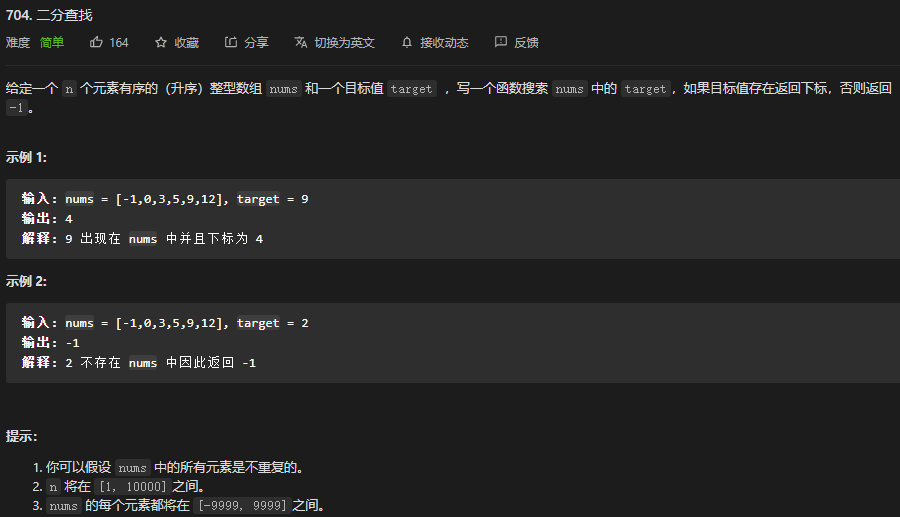 704. 二分查找
难度 简单 164 收藏 分享 切换为英文 接收动态 反馈
给定一个 n 个元素有序的（升序）整型数组 nums 和一个目标值 target ，写一个函数搜索 nums 中的 target，如果目标值存在返回下标，否则返回
-1。
示例 1:
输入: nums = [-1,0,3,5,9,12], target = 9
输出: 4
解释: 9 出现在 nums 中并且下标为 4
示例 2:
输入: nums = [-1,0,3,5,9,12], target = 2
输出: -1
解释: 2 不存在 nums 中因此返回 -1
提示：
1. 你可以假设 nums 中的所有元素是不重复的。
2. n 将在 [1, 10000]之间。
3. nums 的每个元素都将在 [-9999, 9999]之间。